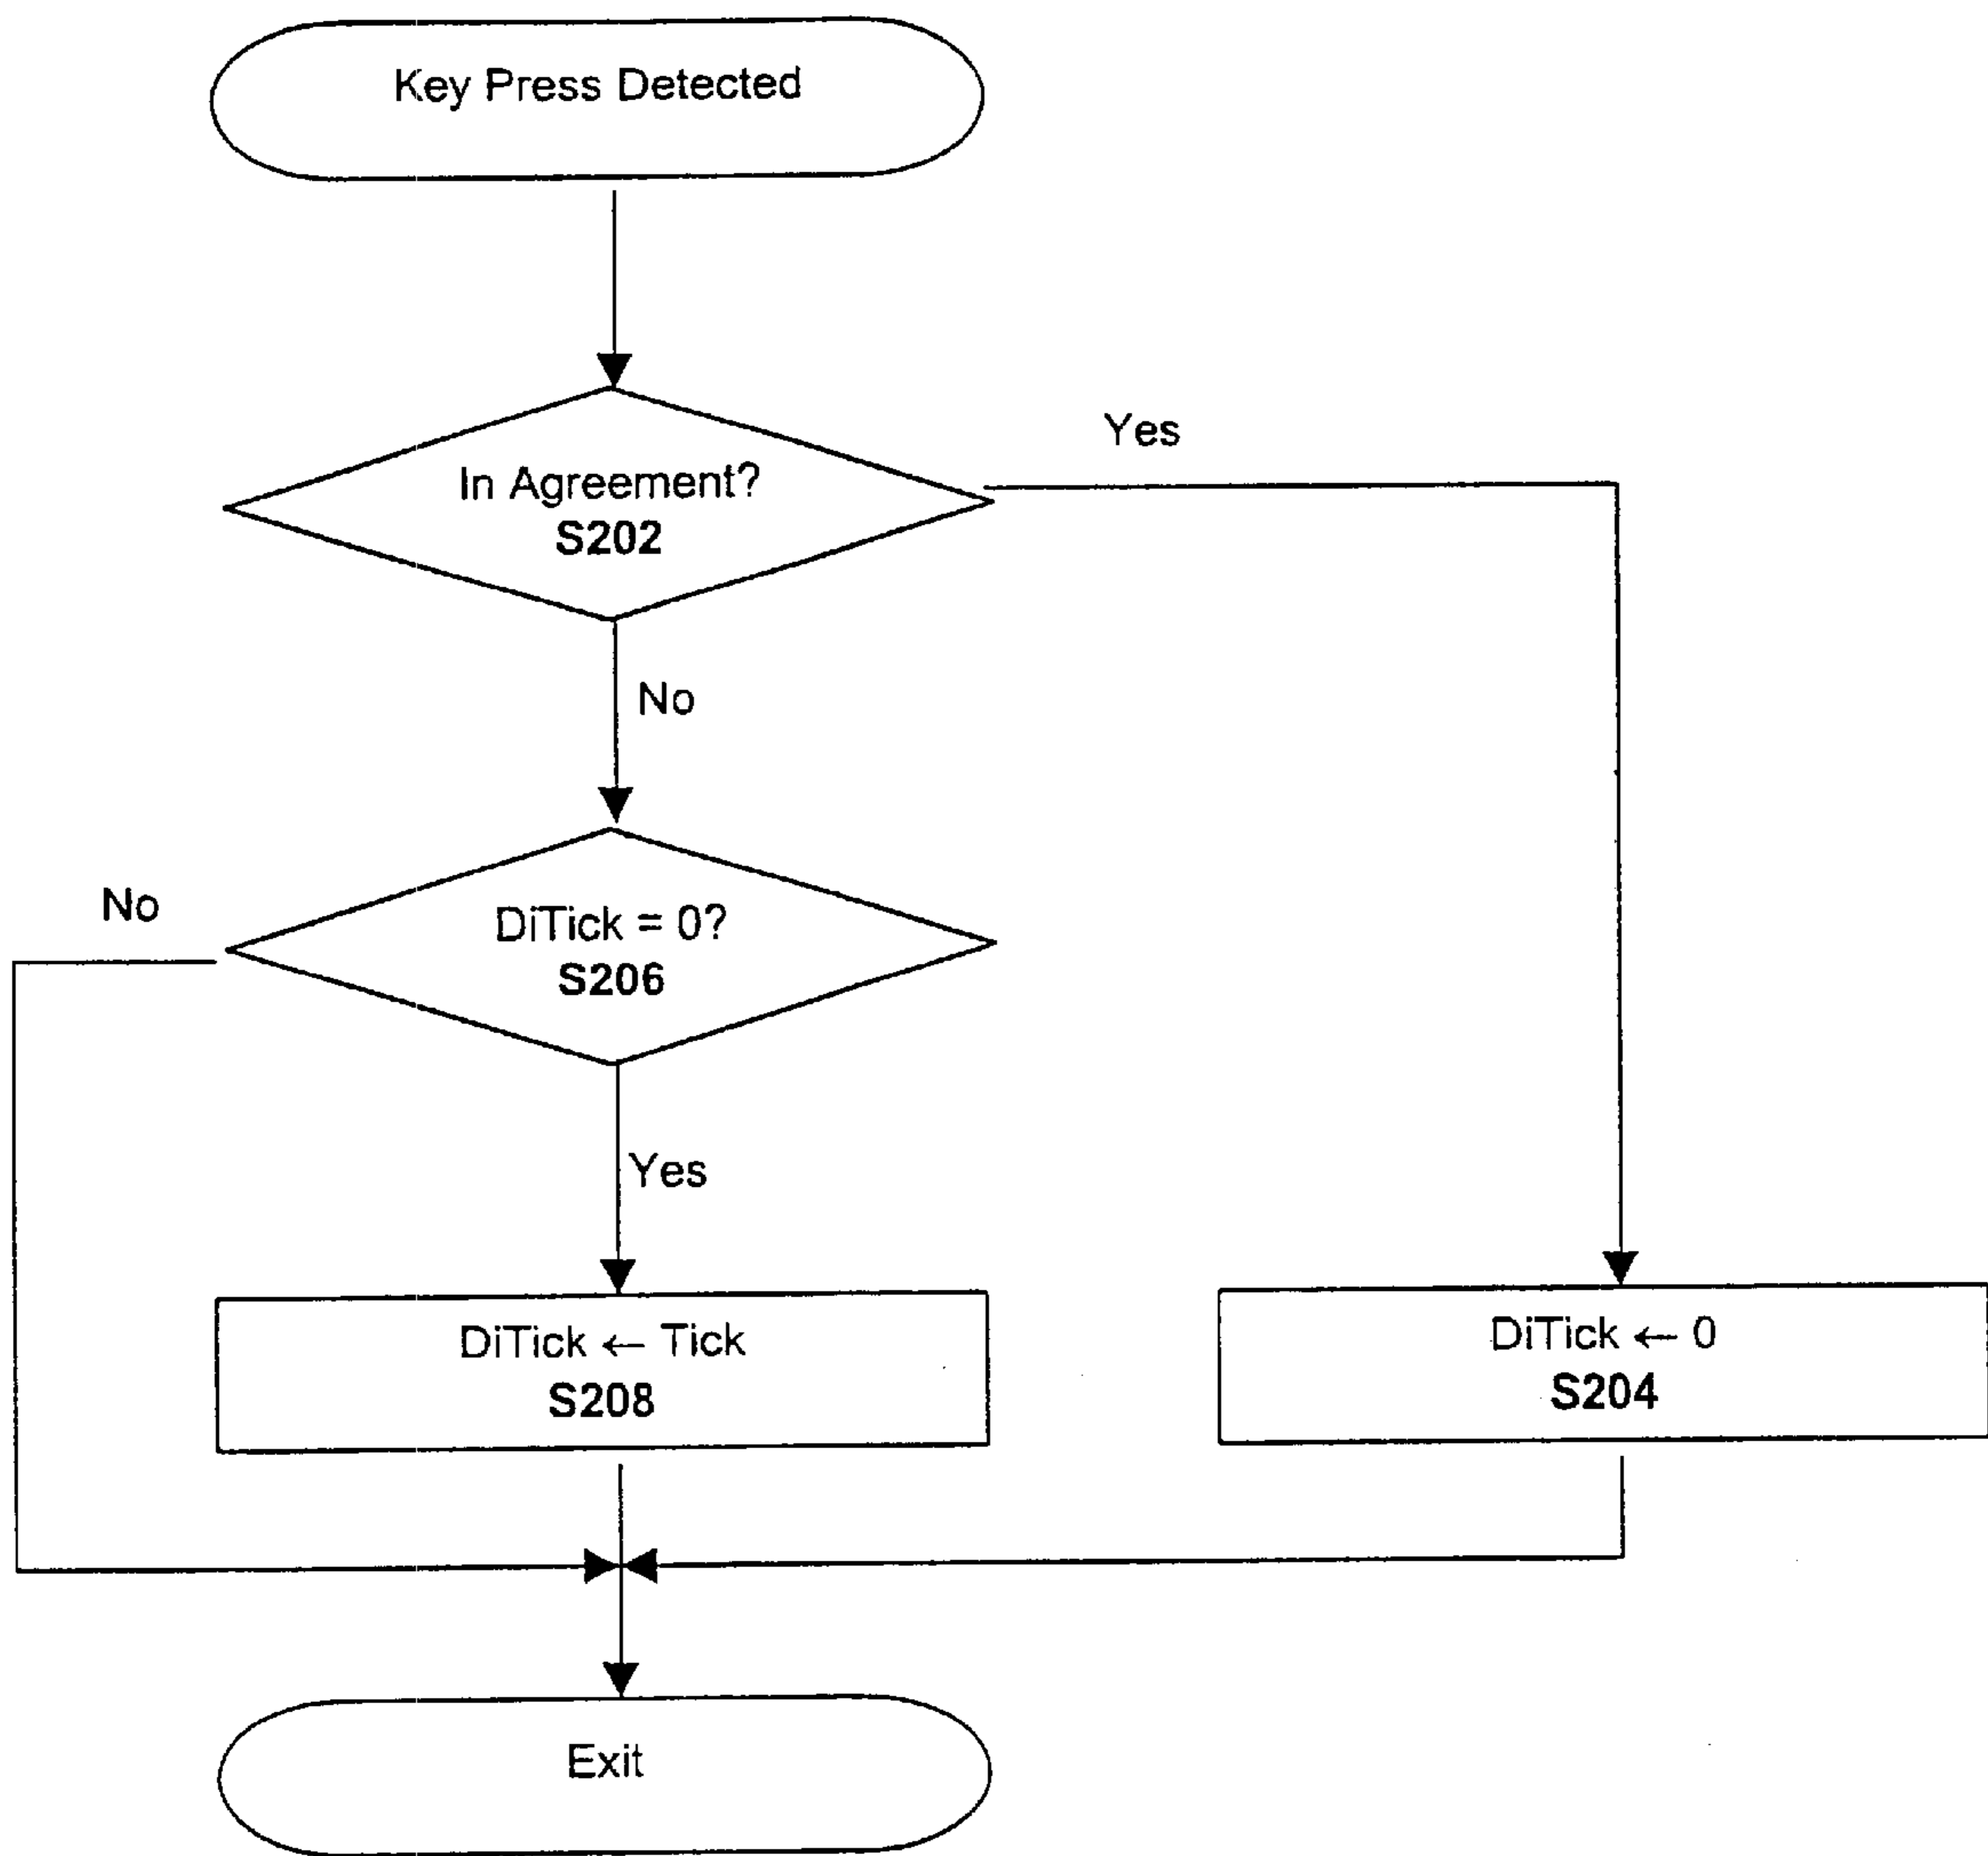 Key Press Detected
Yes
In Agreement?
S202
No
No
DiTick = 0?
S206
Yes
DiTick ← Tick
S208
DiTick ← 0
S204
Exit